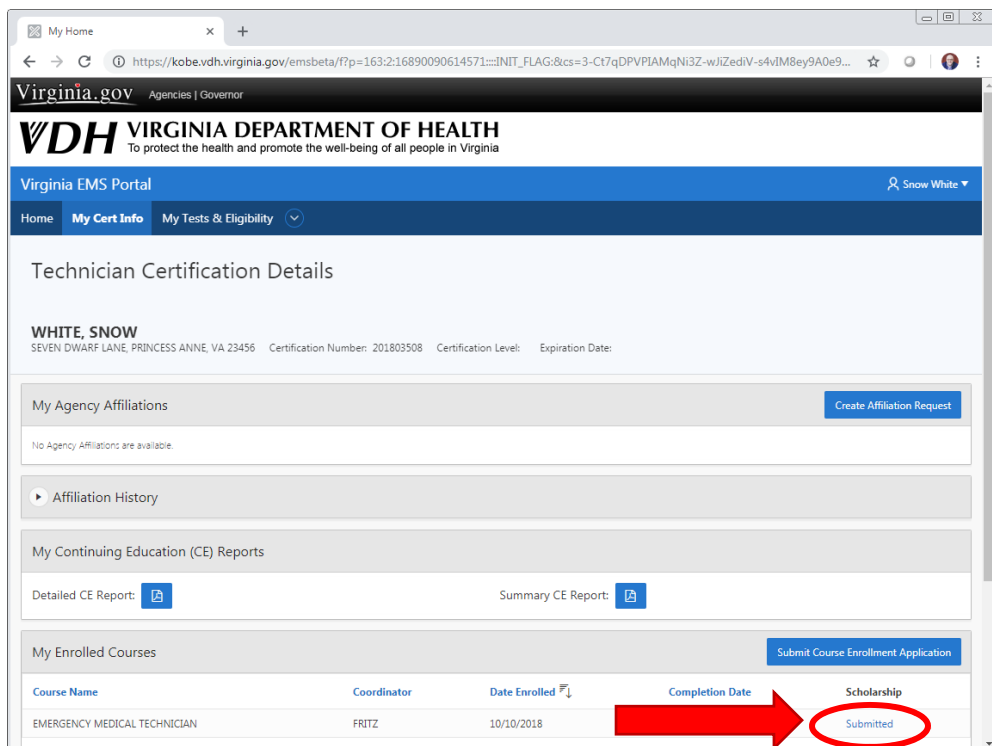 My Home
https://kobe.vdh.virginia.gov/emsbeta/f?p=163:2:16890090614571::::INIT_FLAG:&cs=3-Ct7qDPVPIAMqNi3Z-wJiZediV-s4vIM8ey9A0e9...
Virginia.gov Agencies | Governor
VDH VIRGINIA DEPARTMENT OF HEALTH
To protect the health and promote the well-being of all people in Virginia
Virginia EMS Portal Snow White
Home My Cert Info My Tests & Eligibility
Technician Certification Details
WHITE, SNOW
SEVEN DWARF LANE, PRINCESS ANNE, VA 23456 Certification Number: 201803508 Certification Level: Expiration Date:
My Agency Affiliations Create Affiliation Request
No Agency Affiliations are available.
Affiliation History
My Continuing Education (CE) Reports
Detailed CE Report: Summary CE Report:
My Enrolled Courses Submit Course Enrollment Application
Course Name Coordinator Date Enrolled Completion Date Scholarship
EMERGENCY MEDICAL TECHNICIAN FRITZ 10/10/2018 Submitted